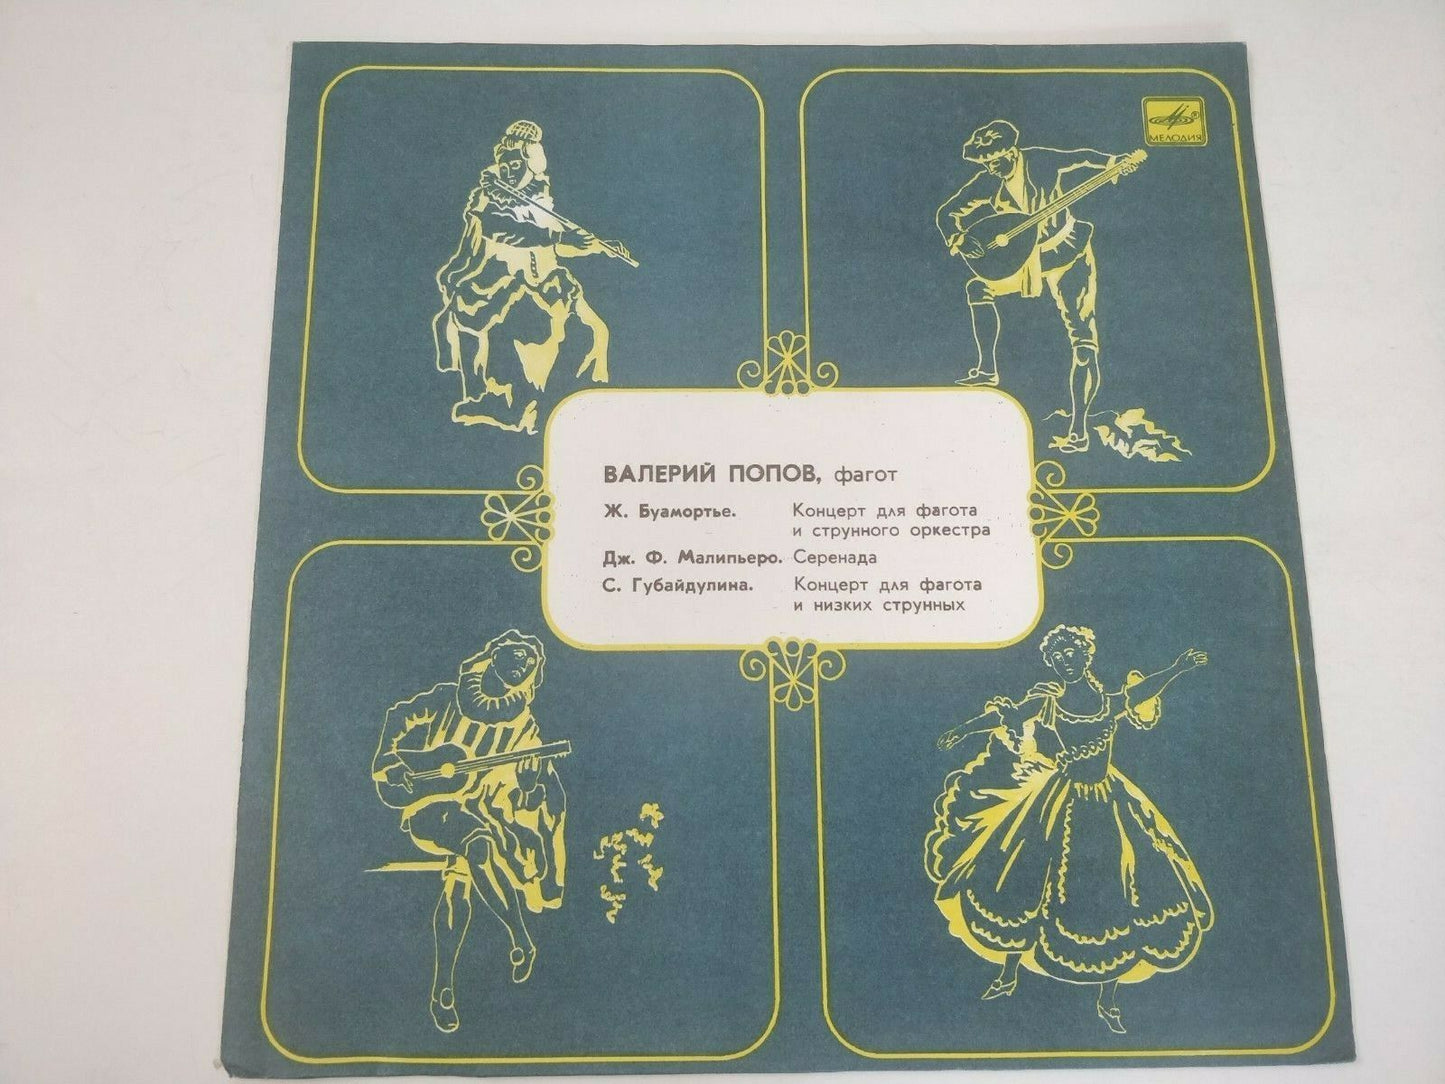 МЕЛОДИЯ
ВАЛЕРИЙ ПОПОВ, фагот
Ж. Буамортье. Концерт для фагота
и струнного оркестра
Дж. Ф. Малипьеро. Серенада
С. Губайдулина. Концерт для фагота
и низких струнных